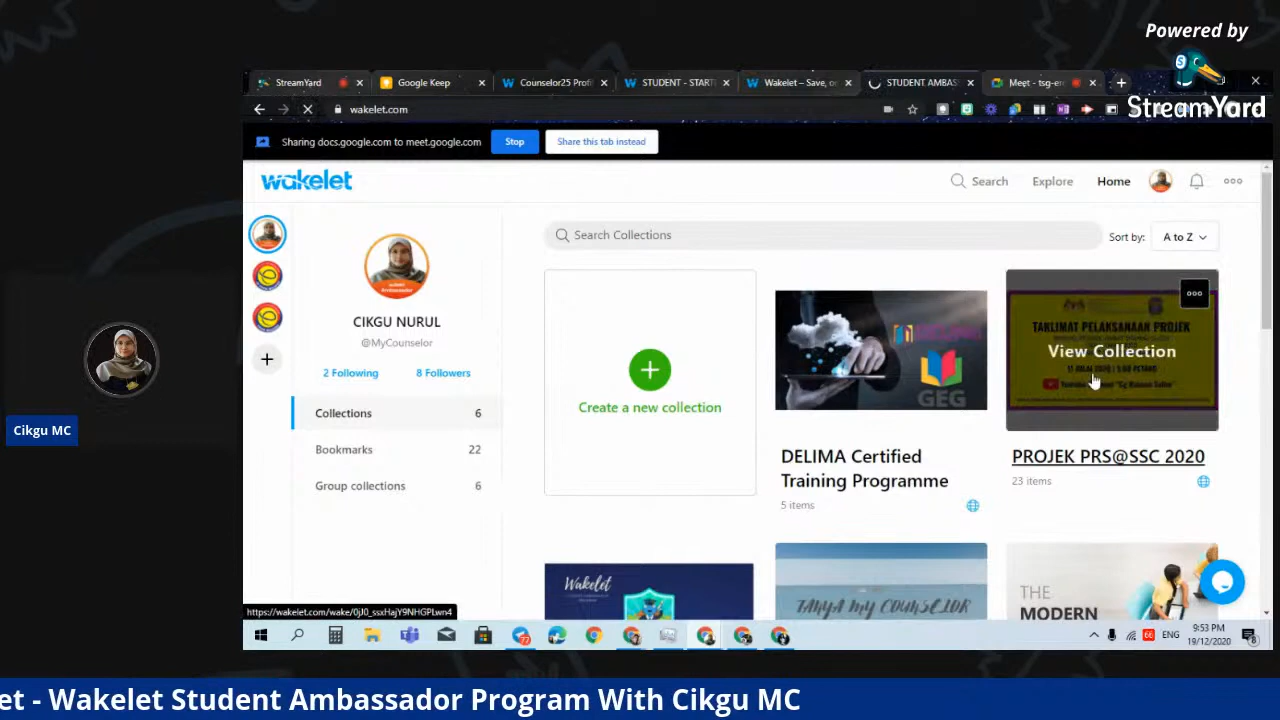 Powered by
StreamYard
StreamYard
Google Keep
Counselor25 Profi
STUDENT - START
Wakelet – Save, o
STUDENT AMBAS
Meet - tsg-
wakelet.com
Sharing docs.google.com to meet.google.com
Stop
Share this tab instead
wakelet
Search
Explore
Home
Search Collections
Sort by:
A to Z
CIKGU NURUL
@MyCounselor
2 Following
8 Followers
Collections
6
Bookmarks
22
Group collections
6
Create a new collection
GEG
DELIMA Certified
Training Programme
5 items
TAKLIMAT PELAKSANAAN PROJEK
View Collection
PROJEK PRS@SSC 2020
23 items
Wakelet
TANYA MY COUNSELOR
THE
MODERN
https://wakelet.com/wake/0jJ0_ssxHajY9NHGPLwn4
ENG
9:53 PM
19/12/2020
Cikgu MC
et - Wakelet Student Ambassador Program With Cikgu MC